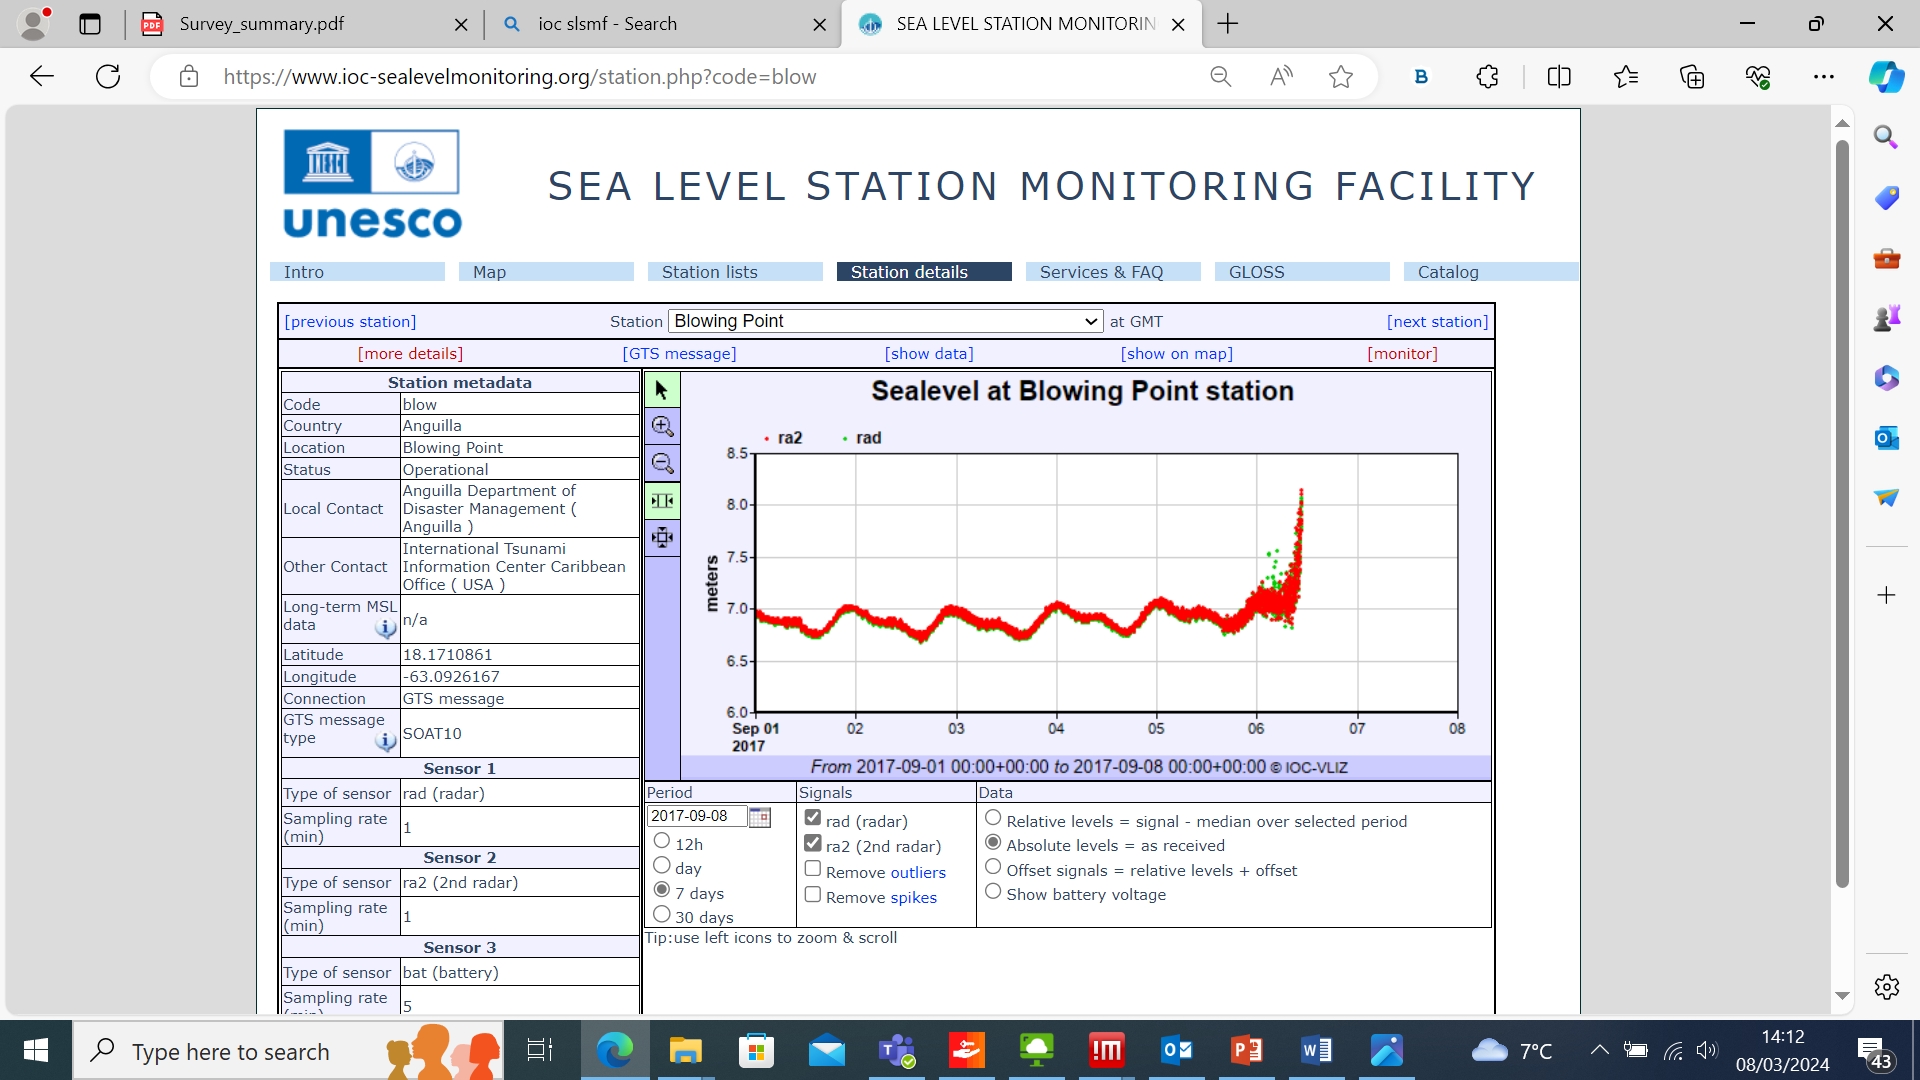 Survey_summary.pdf
ioc slsmf - Search
SEA LEVEL STATION MONITORIN
https://www.ioc-sealevelmonitoring.org/station.php?code=blow
unesco
SEA LEVEL STATION MONITORING FACILITY
Intro
Map
Station lists
Station details
Services & FAQ
GLOSS
Catalog
[previous station]
Station Blowing Point at GMT
[next station]
[more details]
[GTS message]
[show data]
[show on map]
[monitor]
Station metadata
Code blow
Country Anguilla
Location Blowing Point
Status Operational
Local Contact
Anguilla Department of
Disaster Management (
Anguilla )
Other Contact
International Tsunami
Information Center Caribbean
Office ( USA )
Long-term MSL
data
n/a
Latitude 18.1710861
Longitude -63.0926167
Connection GTS message
GTS message
type
SOAT10
Sensor 1
Type of sensor rad (radar)
Sampling rate
(min)
1
Sensor 2
Type of sensor ra2 (2nd radar)
Sampling rate
(min)
1
Sensor 3
Type of sensor bat (battery)
Sampling rate
(min)
5
Sealevel at Blowing Point station
ra2 rad
8.5
8.0
7.5
7.0
6.5
6.0
meters
Sep 01 02 03 04 05 06 07 08
2017
From 2017-09-01 00:00+00:00 to 2017-09-08 00:00+00:00 © IOC-VLIZ
Period
2017-09-08
12h
day
7 days
30 days
Signals
rad (radar)
ra2 (2nd radar)
Remove outliers
Remove spikes
Data
Relative levels = signal - median over selected period
Absolute levels = as received
Offset signals = relative levels + offset
Show battery voltage
Tip:use left icons to zoom & scroll
Type here to search
7°C
14:12
08/03/2024
43